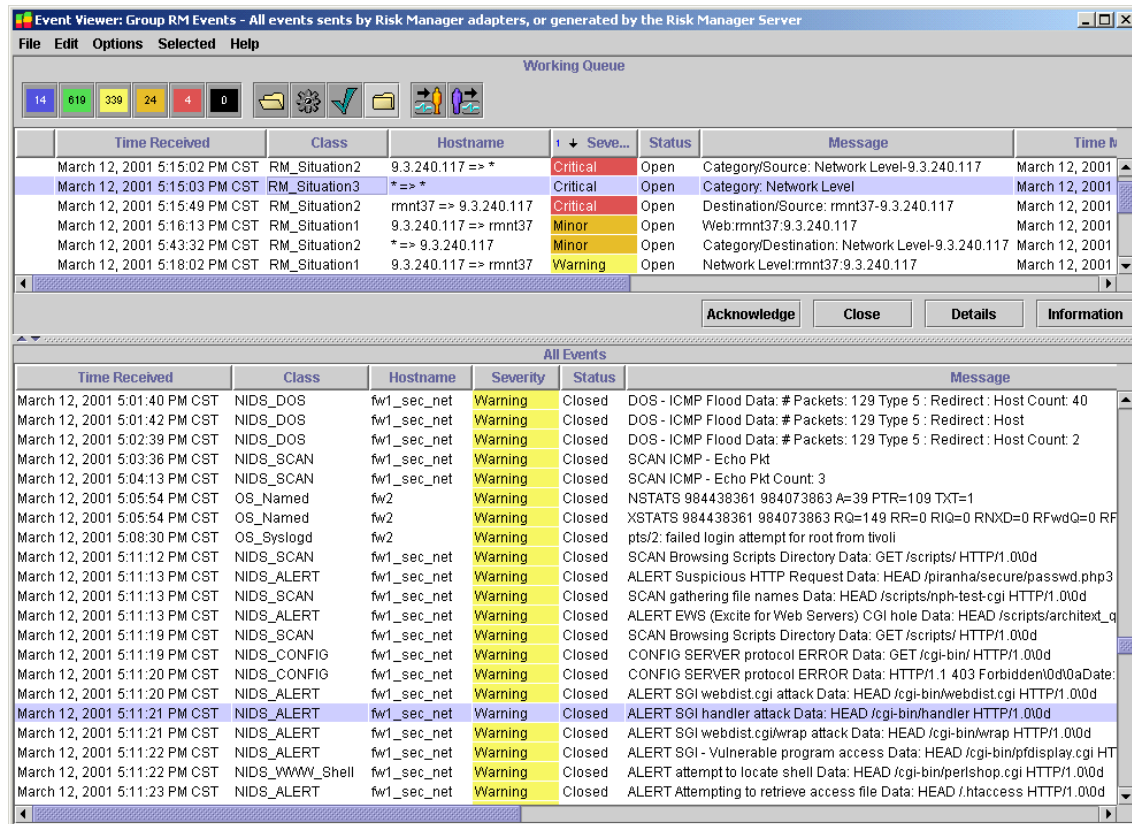 Event Viewer: Group RM Events - All events sents by Risk Manager adapters, or generated by the Risk Manager Server
File Edit Options Selected Help
Working Queue
14 619 339 24 4 0
Time Received Class Hostname 1 Seve... Status Message Time M
March 12, 2001 5:15:02 PM CST RM_Situation2 9.3.240.117 => * Critical Open Category/Source: Network Level-9.3.240.117 March 12, 2001
March 12, 2001 5:15:03 PM CST RM_Situation3 * => * Critical Open Category: Network Level March 12, 2001
March 12, 2001 5:15:49 PM CST RM_Situation2 rmnt37 => 9.3.240.117 Critical Open Destination/Source: rmnt37-9.3.240.117 March 12, 2001
March 12, 2001 5:16:13 PM CST RM_Situation1 9.3.240.117 => rmnt37 Minor Open Web:rmnt37:9.3.240.117 March 12, 2001
March 12, 2001 5:43:32 PM CST RM_Situation2 * => 9.3.240.117 Minor Open Category/Destination: Network Level-9.3.240.117 March 12, 2001
March 12, 2001 5:18:02 PM CST RM_Situation1 9.3.240.117 => rmnt37 Warning Open Network Level:rmnt37:9.3.240.117 March 12, 2001
Acknowledge Close Details Information
All Events
Time Received Class Hostname Severity Status Message
March 12, 2001 5:01:40 PM CST NIDS_DOS fw1_sec_net Warning Closed DOS - ICMP Flood Data: # Packets: 129 Type 5 : Redirect : Host Count: 40
March 12, 2001 5:01:42 PM CST NIDS_DOS fw1_sec_net Warning Closed DOS - ICMP Flood Data: # Packets: 129 Type 5 : Redirect : Host
March 12, 2001 5:02:39 PM CST NIDS_DOS fw1_sec_net Warning Closed DOS - ICMP Flood Data: # Packets: 129 Type 5 : Redirect : Host Count: 2
March 12, 2001 5:03:36 PM CST NIDS_SCAN fw1_sec_net Warning Closed SCAN ICMP - Echo Pkt
March 12, 2001 5:04:13 PM CST NIDS_SCAN fw1_sec_net Warning Closed SCAN ICMP - Echo Pkt Count: 3
March 12, 2001 5:05:54 PM CST OS_Named fw2 Warning Closed NSTATS 984438361 984073863 A=39 PTR=109 TXT=1
March 12, 2001 5:05:54 PM CST OS_Named fw2 Warning Closed XSTATS 984438361 984073863 RQ=149 RR=0 RIQ=0 RNXD=0 RFwdQ=0 RF
March 12, 2001 5:08:30 PM CST OS_Syslogd fw2 Warning Closed pts/2: failed login attempt for root from tivoli
March 12, 2001 5:11:12 PM CST NIDS_SCAN fw1_sec_net Warning Closed SCAN Browsing Scripts Directory Data: GET /scripts/ HTTP/1.0\0d
March 12, 2001 5:11:13 PM CST NIDS_ALERT fw1_sec_net Warning Closed ALERT Suspicious HTTP Request Data: HEAD /piranha/secure/passwd.php3
March 12, 2001 5:11:13 PM CST NIDS_SCAN fw1_sec_net Warning Closed SCAN gathering file names Data: HEAD /scripts/nph-test-cgi HTTP/1.0\0d
March 12, 2001 5:11:13 PM CST NIDS_ALERT fw1_sec_net Warning Closed ALERT EWS (Excite for Web Servers) CGI hole Data: HEAD /scripts/architext_q
March 12, 2001 5:11:19 PM CST NIDS_SCAN fw1_sec_net Warning Closed SCAN Browsing Scripts Directory Data: GET /scripts/ HTTP/1.0\0d
March 12, 2001 5:11:19 PM CST NIDS_CONFIG fw1_sec_net Warning Closed CONFIG SERVER protocol ERROR Data: GET /cgi-bin/ HTTP/1.0\0d
March 12, 2001 5:11:20 PM CST NIDS_CONFIG fw1_sec_net Warning Closed CONFIG SERVER protocol ERROR Data: HTTP/1.1 403 Forbidden\0d\0aDate:
March 12, 2001 5:11:20 PM CST NIDS_ALERT fw1_sec_net Warning Closed ALERT SGI webdist.cgi attack Data: HEAD /cgi-bin/webdist.cgi HTTP/1.0\0d
March 12, 2001 5:11:21 PM CST NIDS_ALERT fw1_sec_net Warning Closed ALERT SGI handler attack Data: HEAD /cgi-bin/handler HTTP/1.0\0d
March 12, 2001 5:11:21 PM CST NIDS_ALERT fw1_sec_net Warning Closed ALERT SGI webdist.cgi/wrap attack Data: HEAD /cgi-bin/wrap HTTP/1.0\0d
March 12, 2001 5:11:22 PM CST NIDS_ALERT fw1_sec_net Warning Closed ALERT SGI - Vulnerable program access Data: HEAD /cgi-bin/pfdisplay.cgi HT
March 12, 2001 5:11:22 PM CST NIDS_WWW_Shell fw1_sec_net Warning Closed ALERT attempt to locate shell Data: HEAD /cgi-bin/perlshop.cgi HTTP/1.0\0d
March 12, 2001 5:11:23 PM CST NIDS_ALERT fw1_sec_net Warning Closed ALERT Attempting to retrieve access file Data: HEAD /.htaccess HTTP/1.0\0d